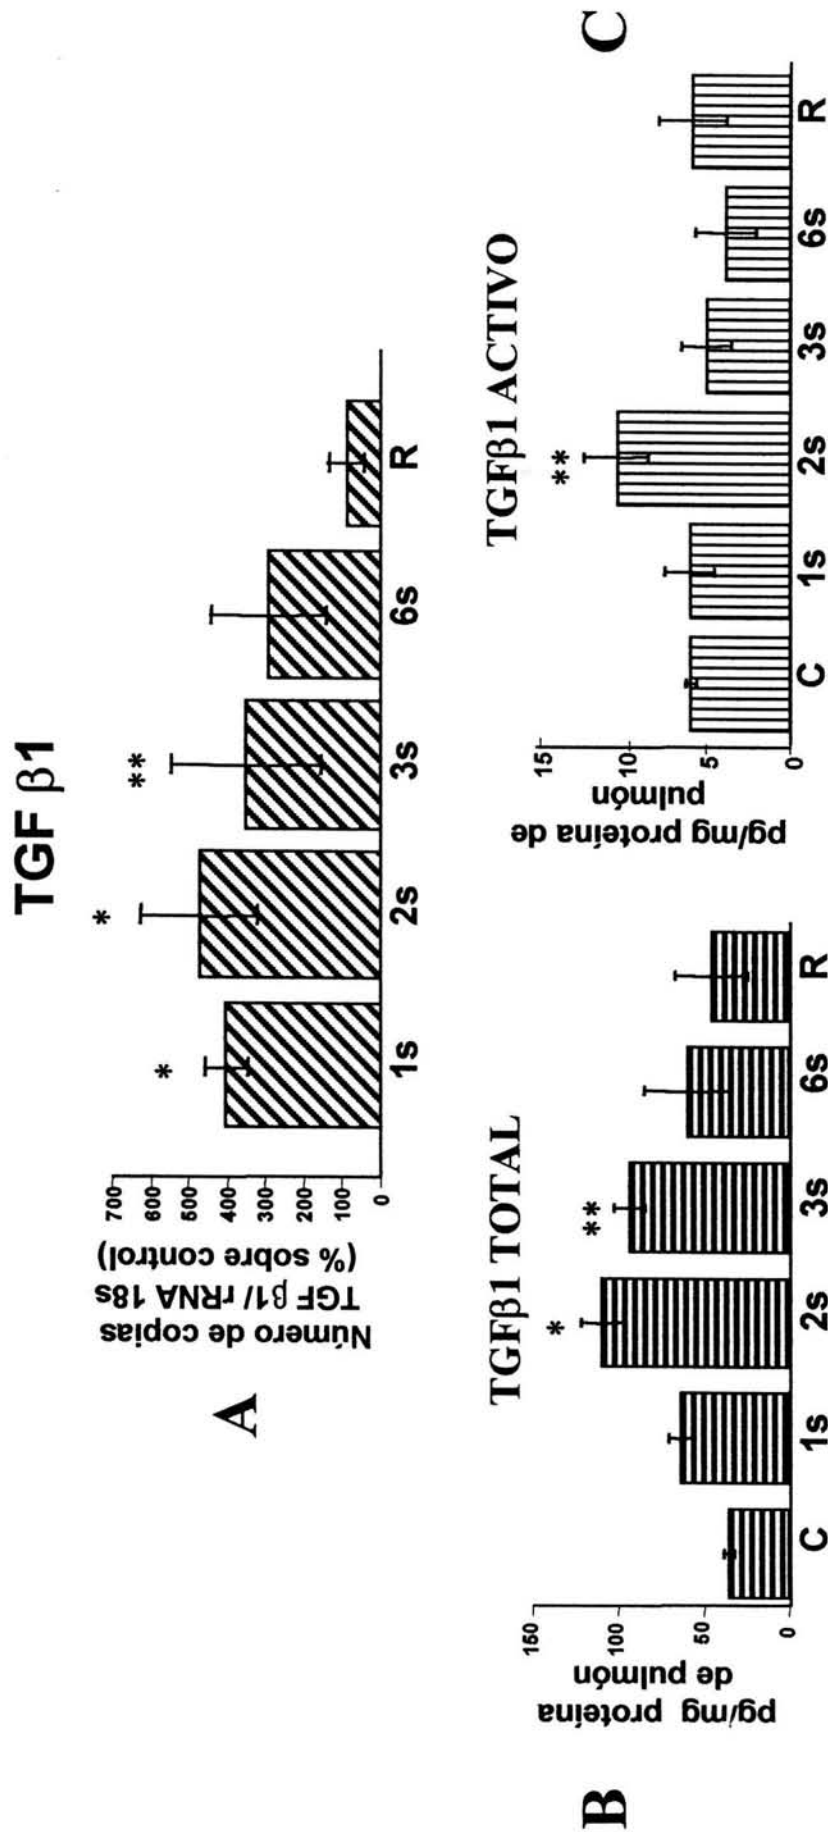 TGF β1
A
Número de copias
TGF β1/ rRNA 18s
(% sobre control)
700
600
500
400
300
200
100
0
*
*
**
1s
2s
3s
6s
R
B
TGFβ1 TOTAL
pg/mg proteína
de pulmón
150
100
50
0
*
**
C
1s
2s
3s
6s
R
C
TGFβ1 ACTIVO
pg/mg proteína de
pulmón
15
10
5
0
**
C
1s
2s
3s
6s
R